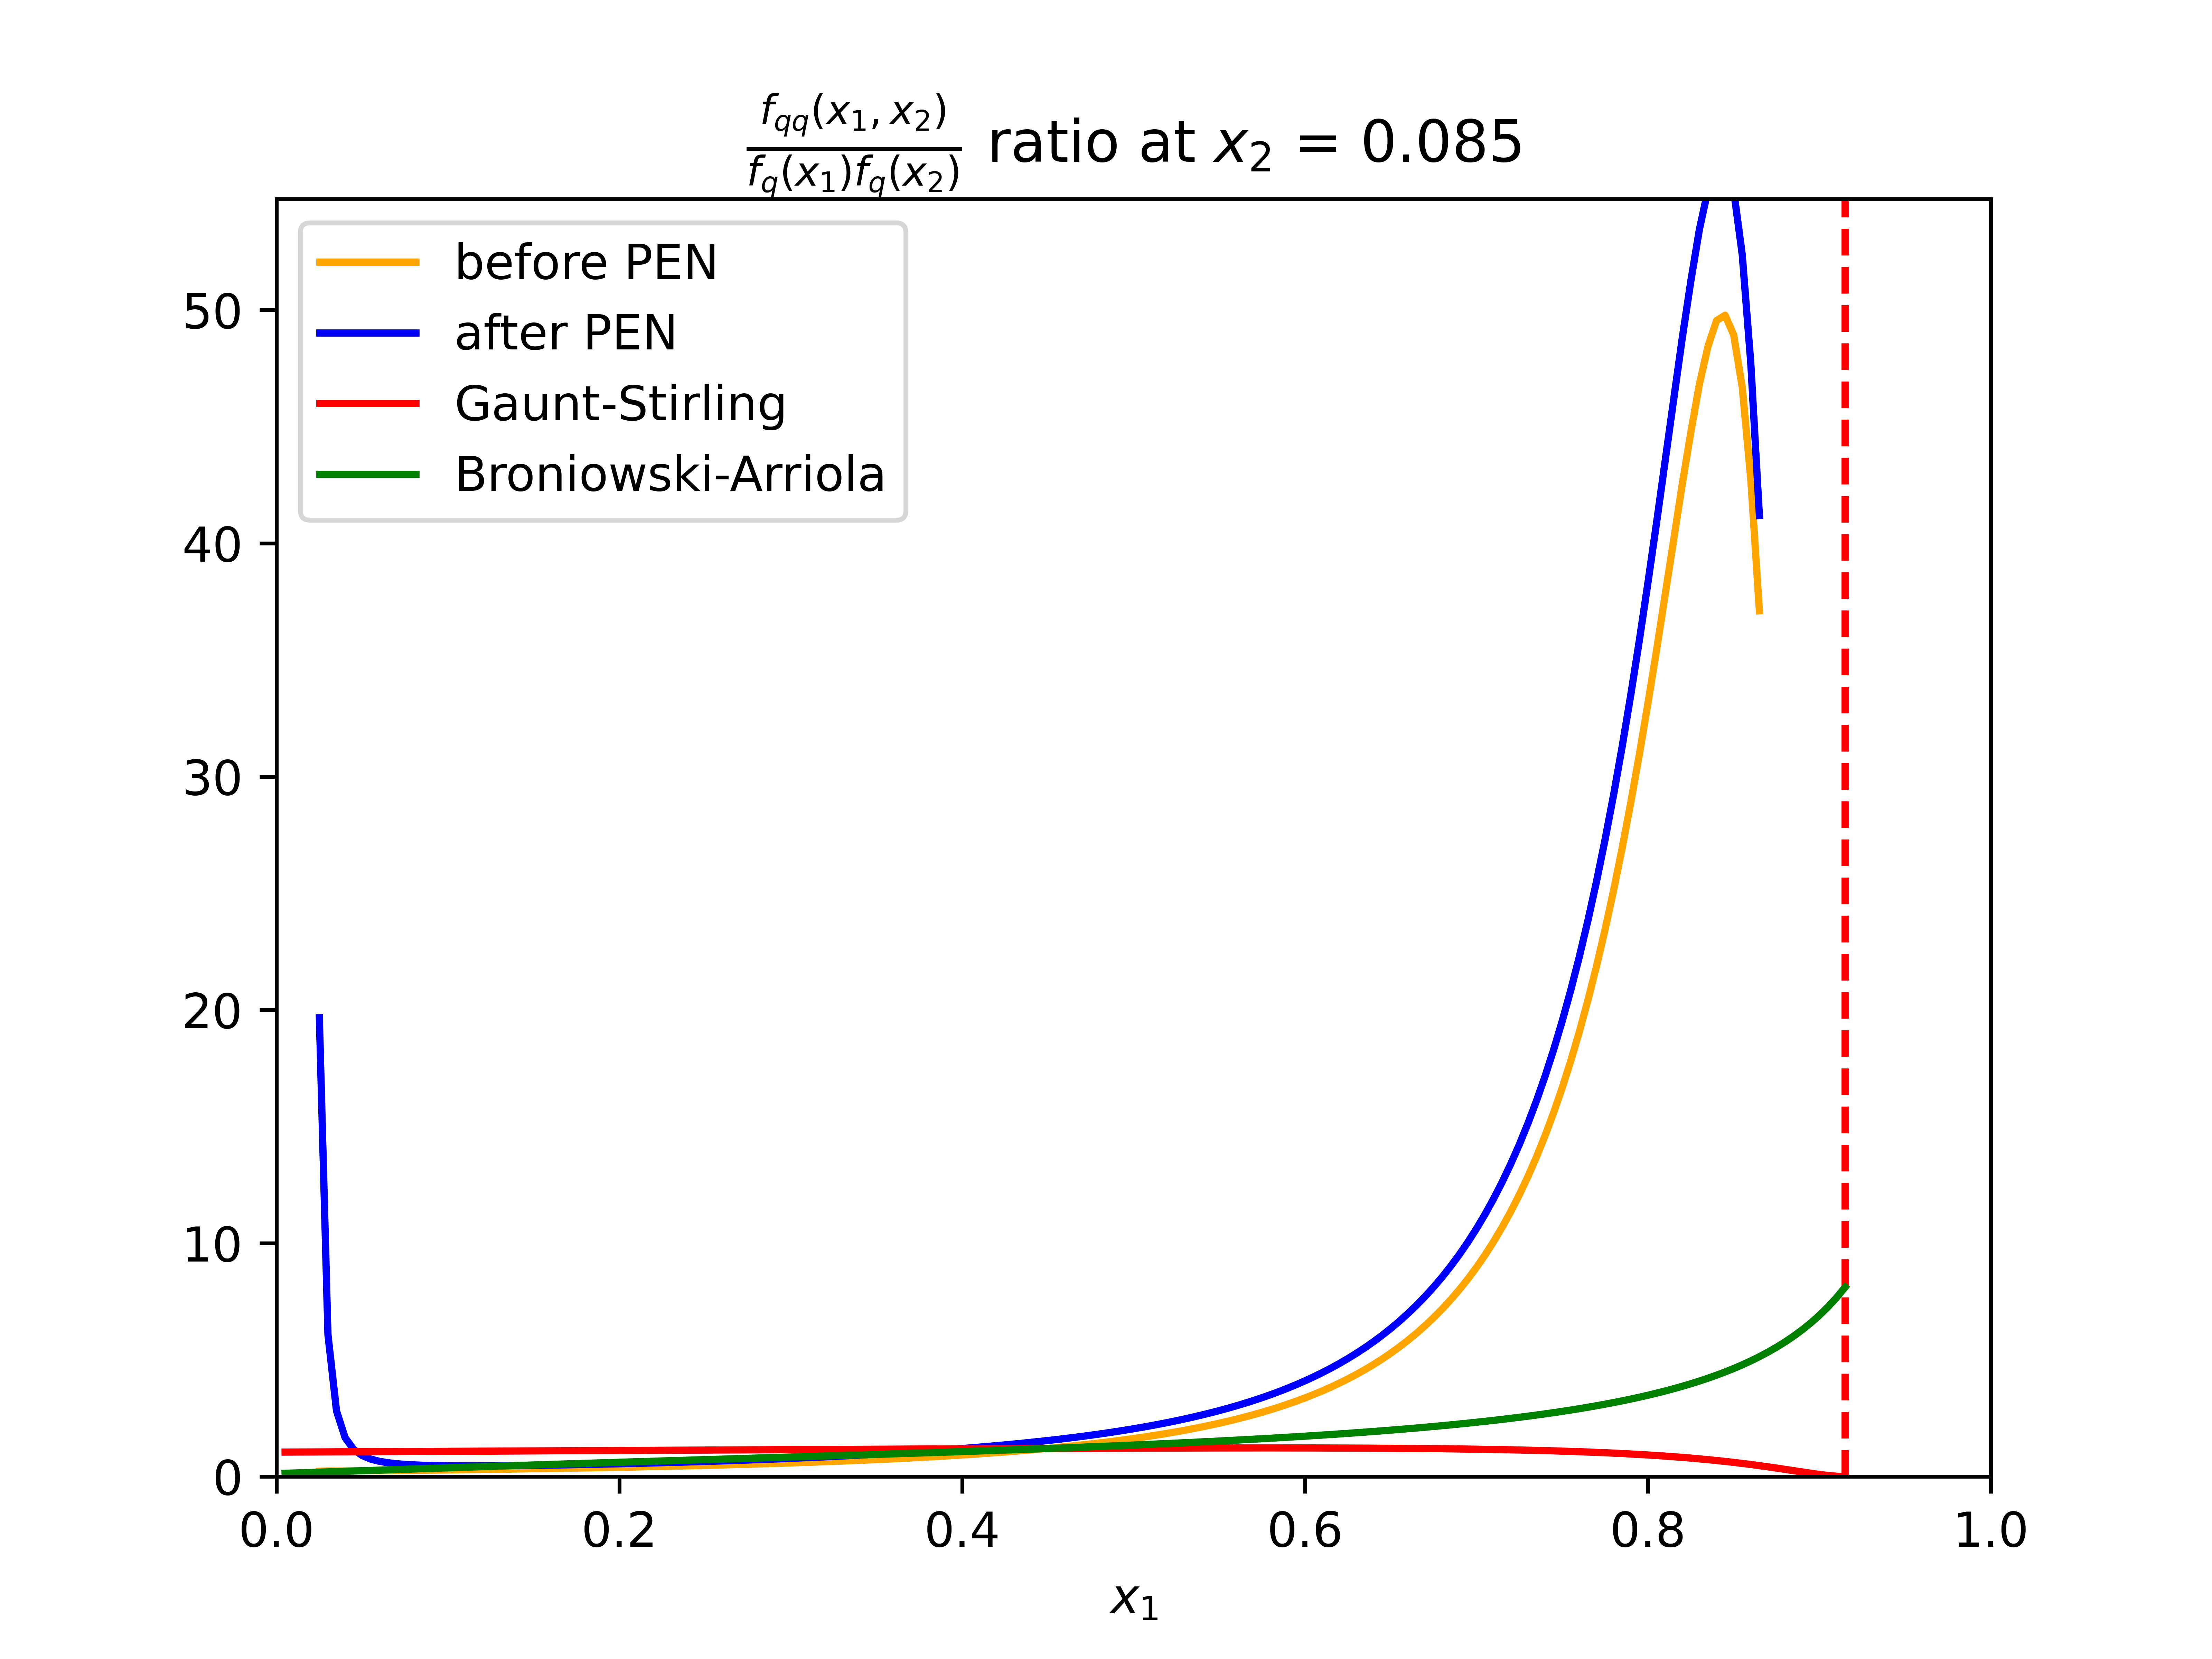 f_{qq}(x_1, x_2) / f_q(x_1) f_q(x_2) ratio at x_2 = 0.085
before PEN
after PEN
Gaunt-Stirling
Broniowski-Arriola
50
40
30
20
10
0
0.0 0.2 0.4 0.6 0.8 1.0
x_1